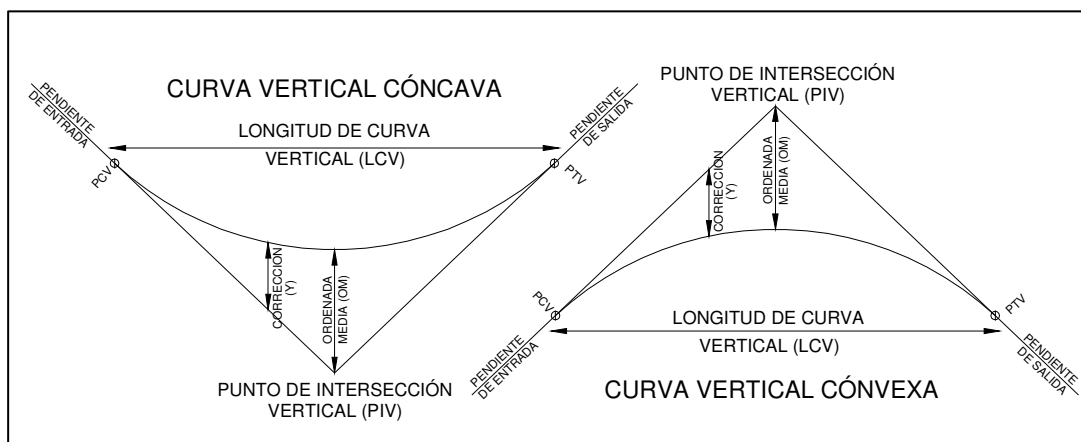 CURVA VERTICAL CÓNCAVA
PENDIENTE
DE ENTRADA
LONGITUD DE CURVA
VERTICAL (LCV)
PENDIENTE
DE SALIDA
PCV
PTV
CORRECCION
(Y)
ORDENADA
MEDIA (OM)
PUNTO DE INTERSECCIÓN
VERTICAL (PIV)
PUNTO DE INTERSECCIÓN
VERTICAL (PIV)
CORRECCION
(Y)
ORDENADA
MEDIA (OM)
PCV
PTV
LONGITUD DE CURVA
VERTICAL (LCV)
PENDIENTE
DE ENTRADA
PENDIENTE
DE SALIDA
CURVA VERTICAL CÓNVEXA